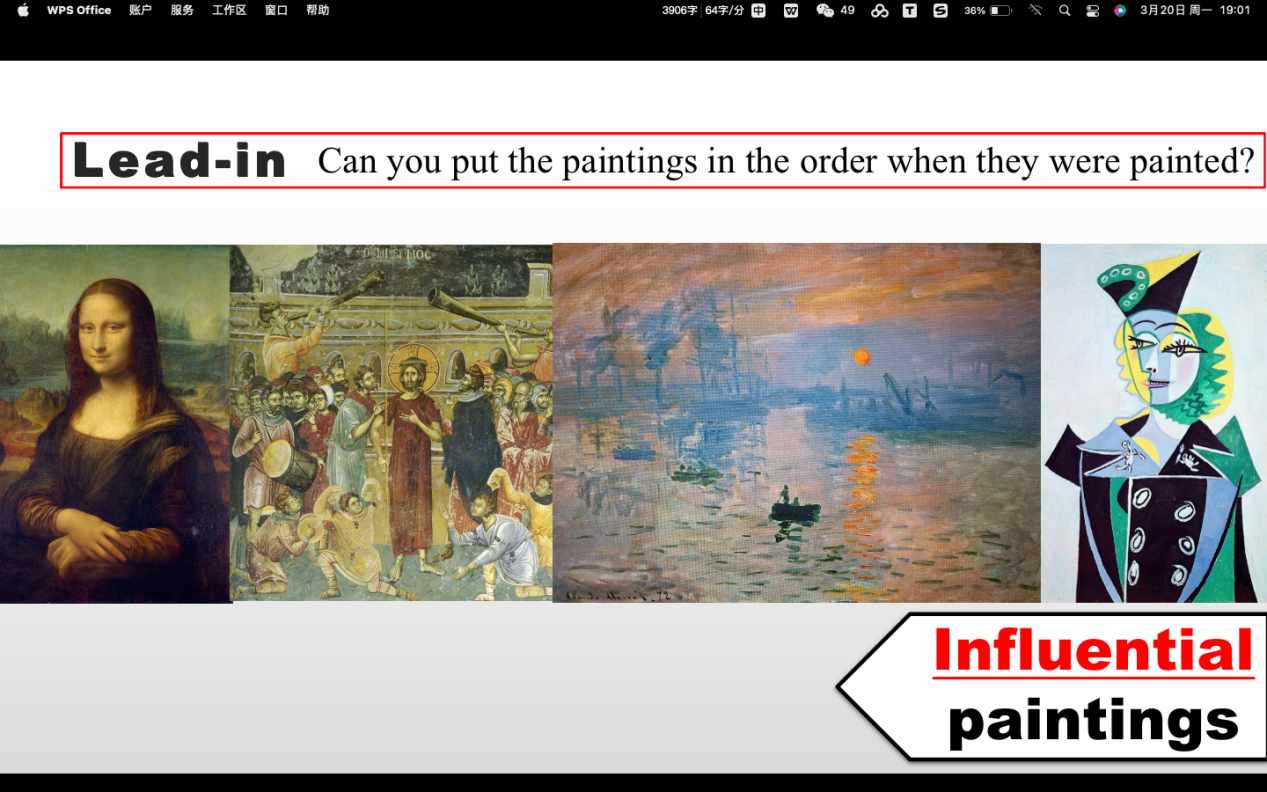 WPS Office 账户 服务 工作区 窗口 帮助 3906字 64字/分 中 W 49 T S 36% 3月20日 周一 19:01
Lead-in Can you put the paintings in the order when they were painted?
Influential
paintings